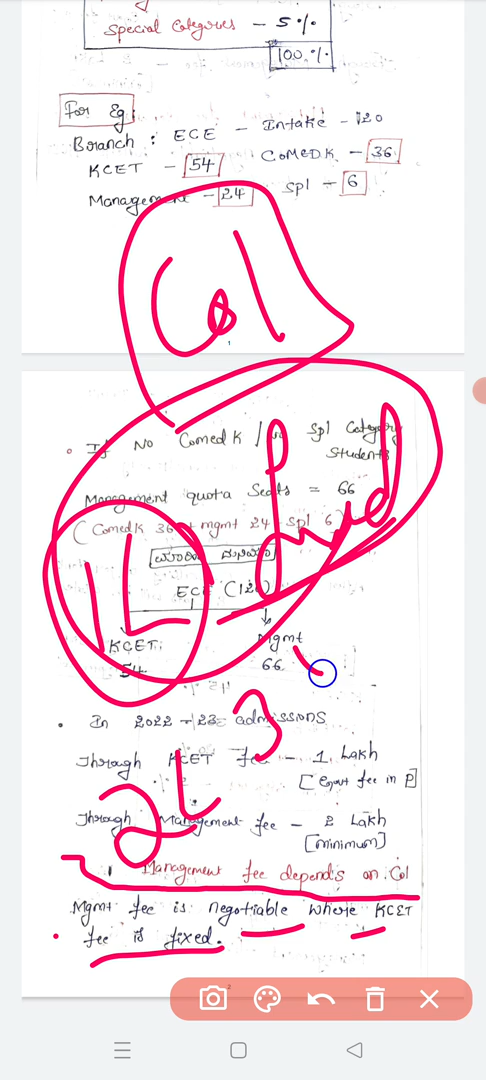 Special Categories - 5 %
100 %
For Eg:
Branch : ECE - Intake - 120
KCET - 54 COMEDK - 36
Management - 24 Spl - 6
Col
1
If No Comedk / Spl Category
Students
Management quota Seats = 66
(Comedk 36 + mgmt 24 Spl 6)
ECE (120)
KCET: Mgmt
54 66
1L
In 2022 - 23 admissions
3
Through KCET fee - 1 Lakh
[Govt fee in P]
2L
Through Management fee - 2 Lakh
[minimum]
Management fee depends on Col
Mgmt fee is negotiable where KCET
fee is fixed.
2